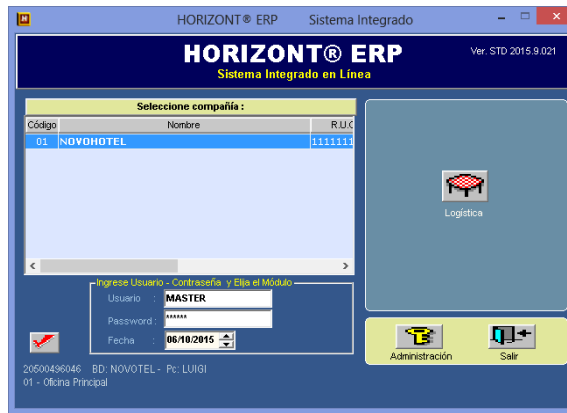 HORIZONT® ERP Sistema Integrado
HORIZONT® ERP
Sistema Integrado en Línea
Ver. STD 2015.9.021
Seleccione compañía :
Código Nombre R.U.C
01 NOVOHOTEL 1111111
Logística
Ingrese Usuario - Contraseña y Elija el Módulo
Usuario : MASTER
Password : ******
Fecha : 06/10/2015
Administración Salir
20500496046 BD: NOVOTEL - Pc: LUIGI
01 - Oficina Principal